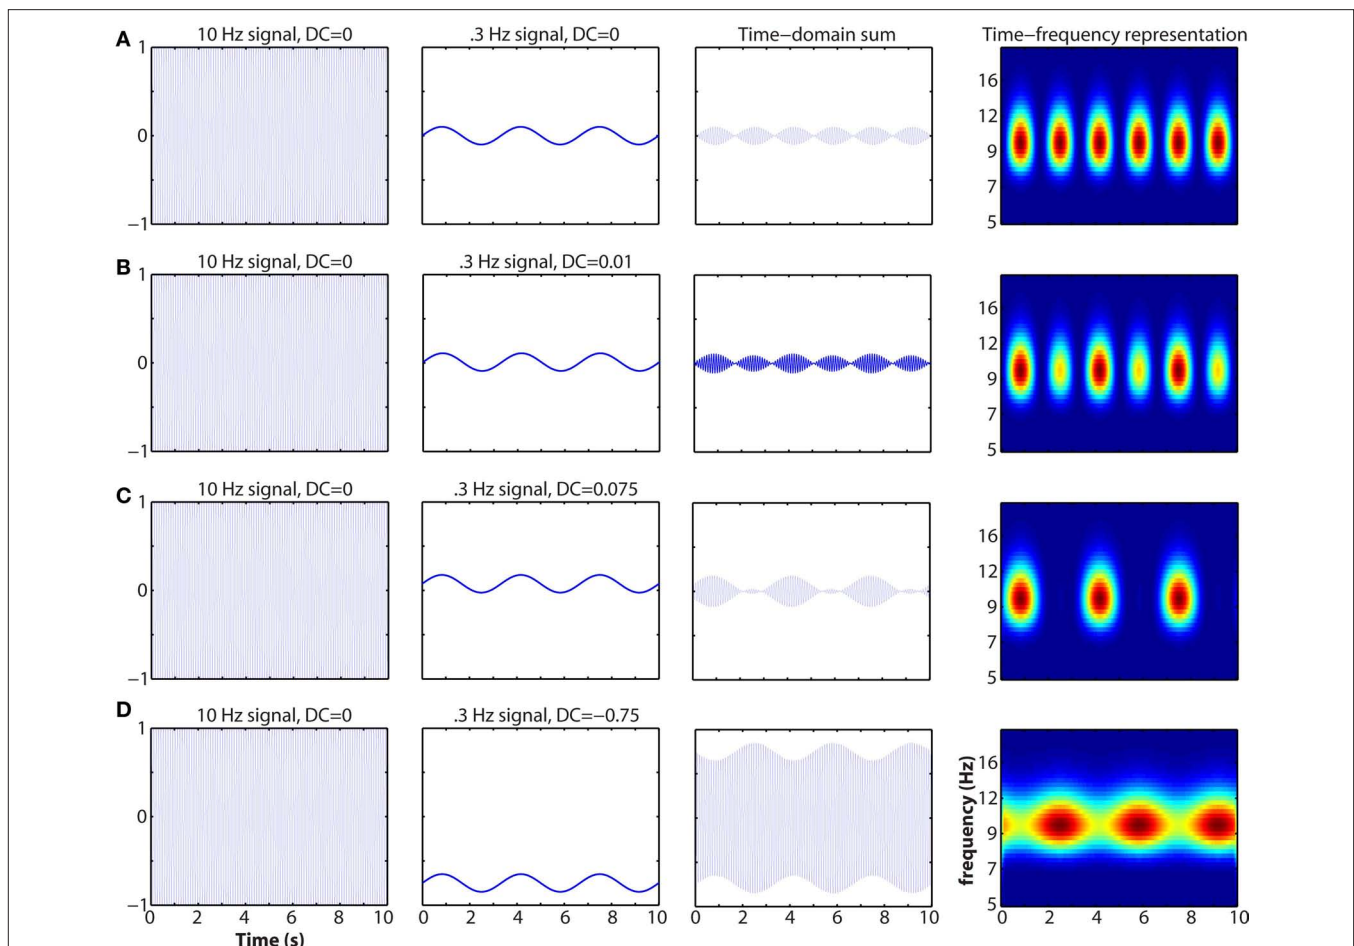 A
10 Hz signal, DC=0
.3 Hz signal, DC=0
Time−domain sum
Time−frequency representation
1
0
−1
16
12
9
7
5
B
10 Hz signal, DC=0
.3 Hz signal, DC=0.01
1
0
−1
16
12
9
7
5
C
10 Hz signal, DC=0
.3 Hz signal, DC=0.075
1
0
−1
16
12
9
7
5
D
10 Hz signal, DC=0
.3 Hz signal, DC=−0.75
1
0
−1
frequency (Hz)
16
12
9
7
5
0 2 4 6 8 10
0 2 4 6 8 10
0 2 4 6 8 10
2 4 6 8 10
Time (s)